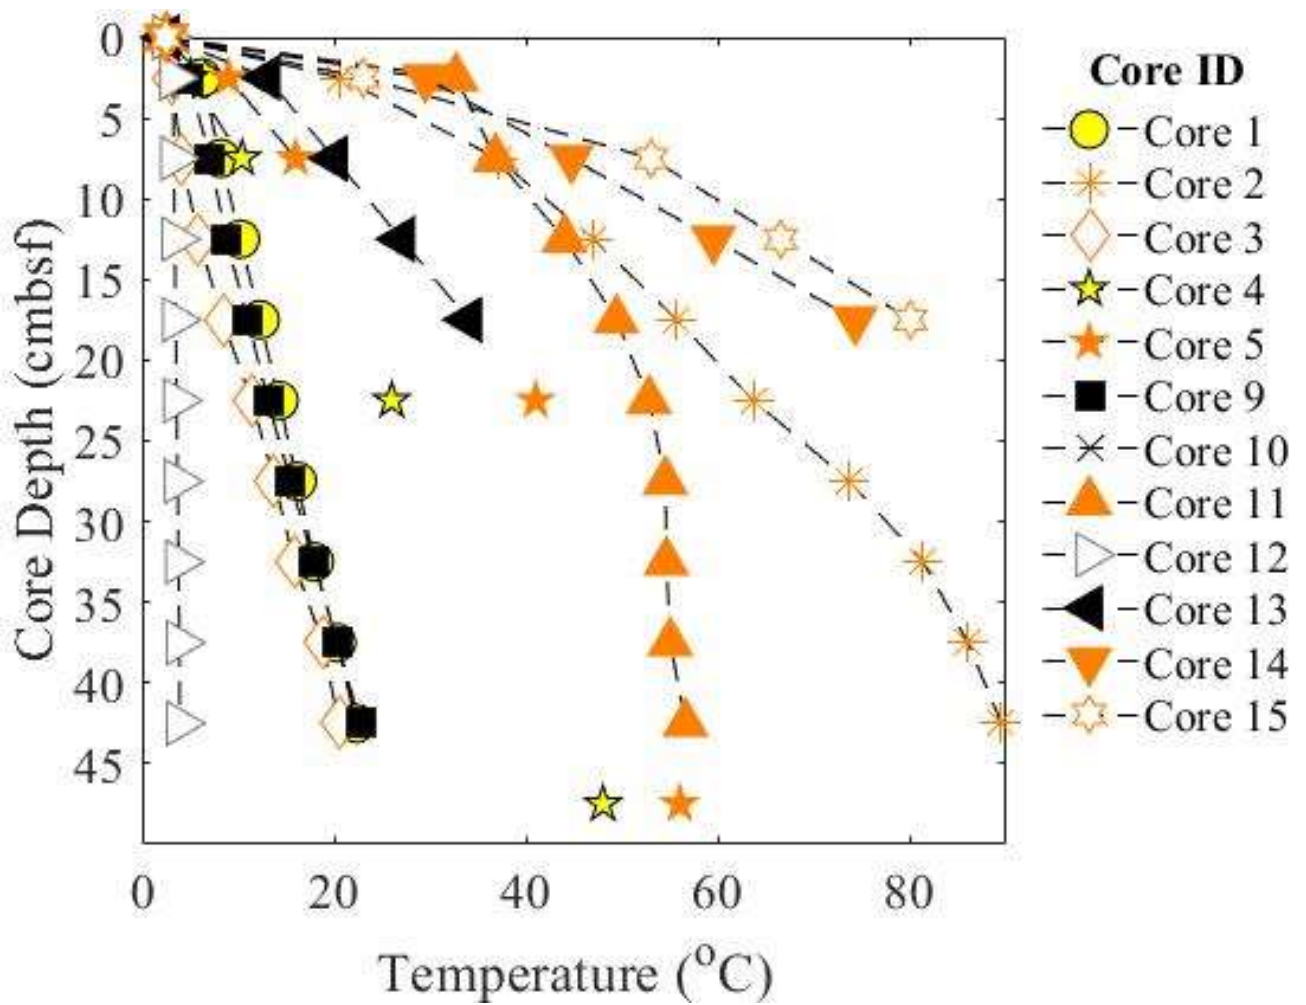 0
5
10
15
20
25
30
35
40
45
Core Depth (cmbsf)
0 20 40 60 80
Temperature (°C)
Core ID
Core 1
Core 2
Core 3
Core 4
Core 5
Core 9
Core 10
Core 11
Core 12
Core 13
Core 14
Core 15